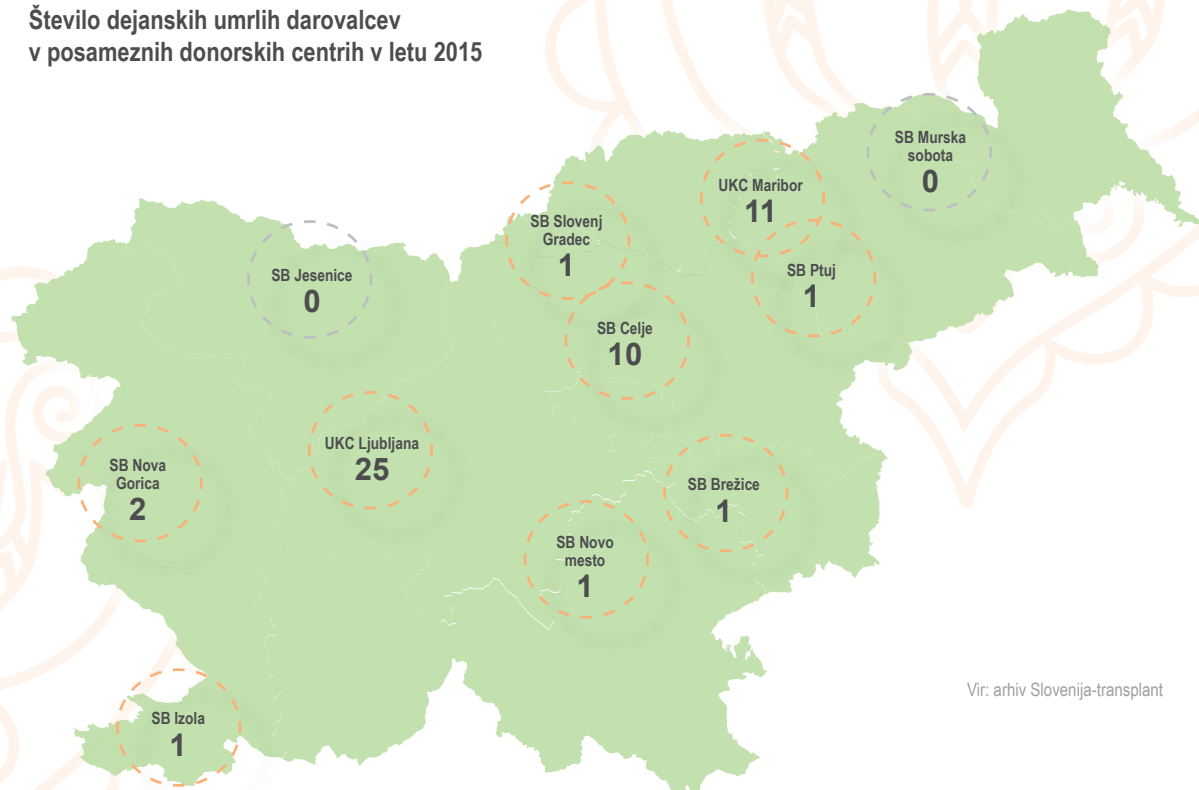 Število dejanskih umrlih darovalcev
v posameznih donorskih centrih v letu 2015
SB Murska
sobota
0
UKC Maribor
11
SB Slovenj
Gradec
1
SB Ptuj
1
SB Jesenice
0
SB Celje
10
UKC Ljubljana
25
SB Nova
Gorica
2
SB Brežice
1
SB Novo
mesto
1
SB Izola
1
Vir: arhiv Slovenija-transplant